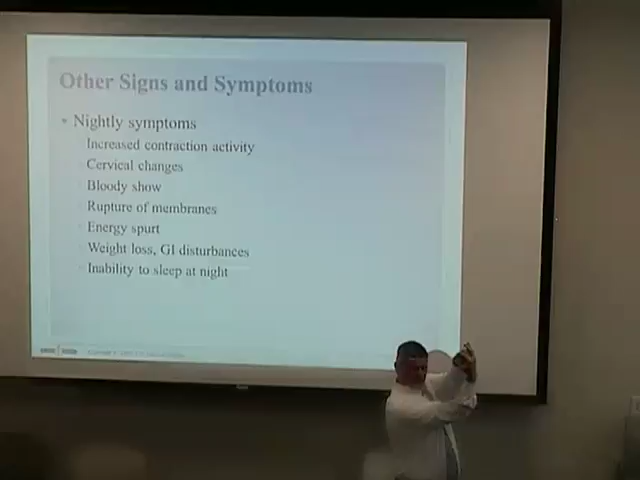 Other Signs and Symptoms
Nightly symptoms
Increased contraction activity
Cervical changes
Bloody show
Rupture of membranes
Energy spurt
Weight loss, GI disturbances
Inability to sleep at night